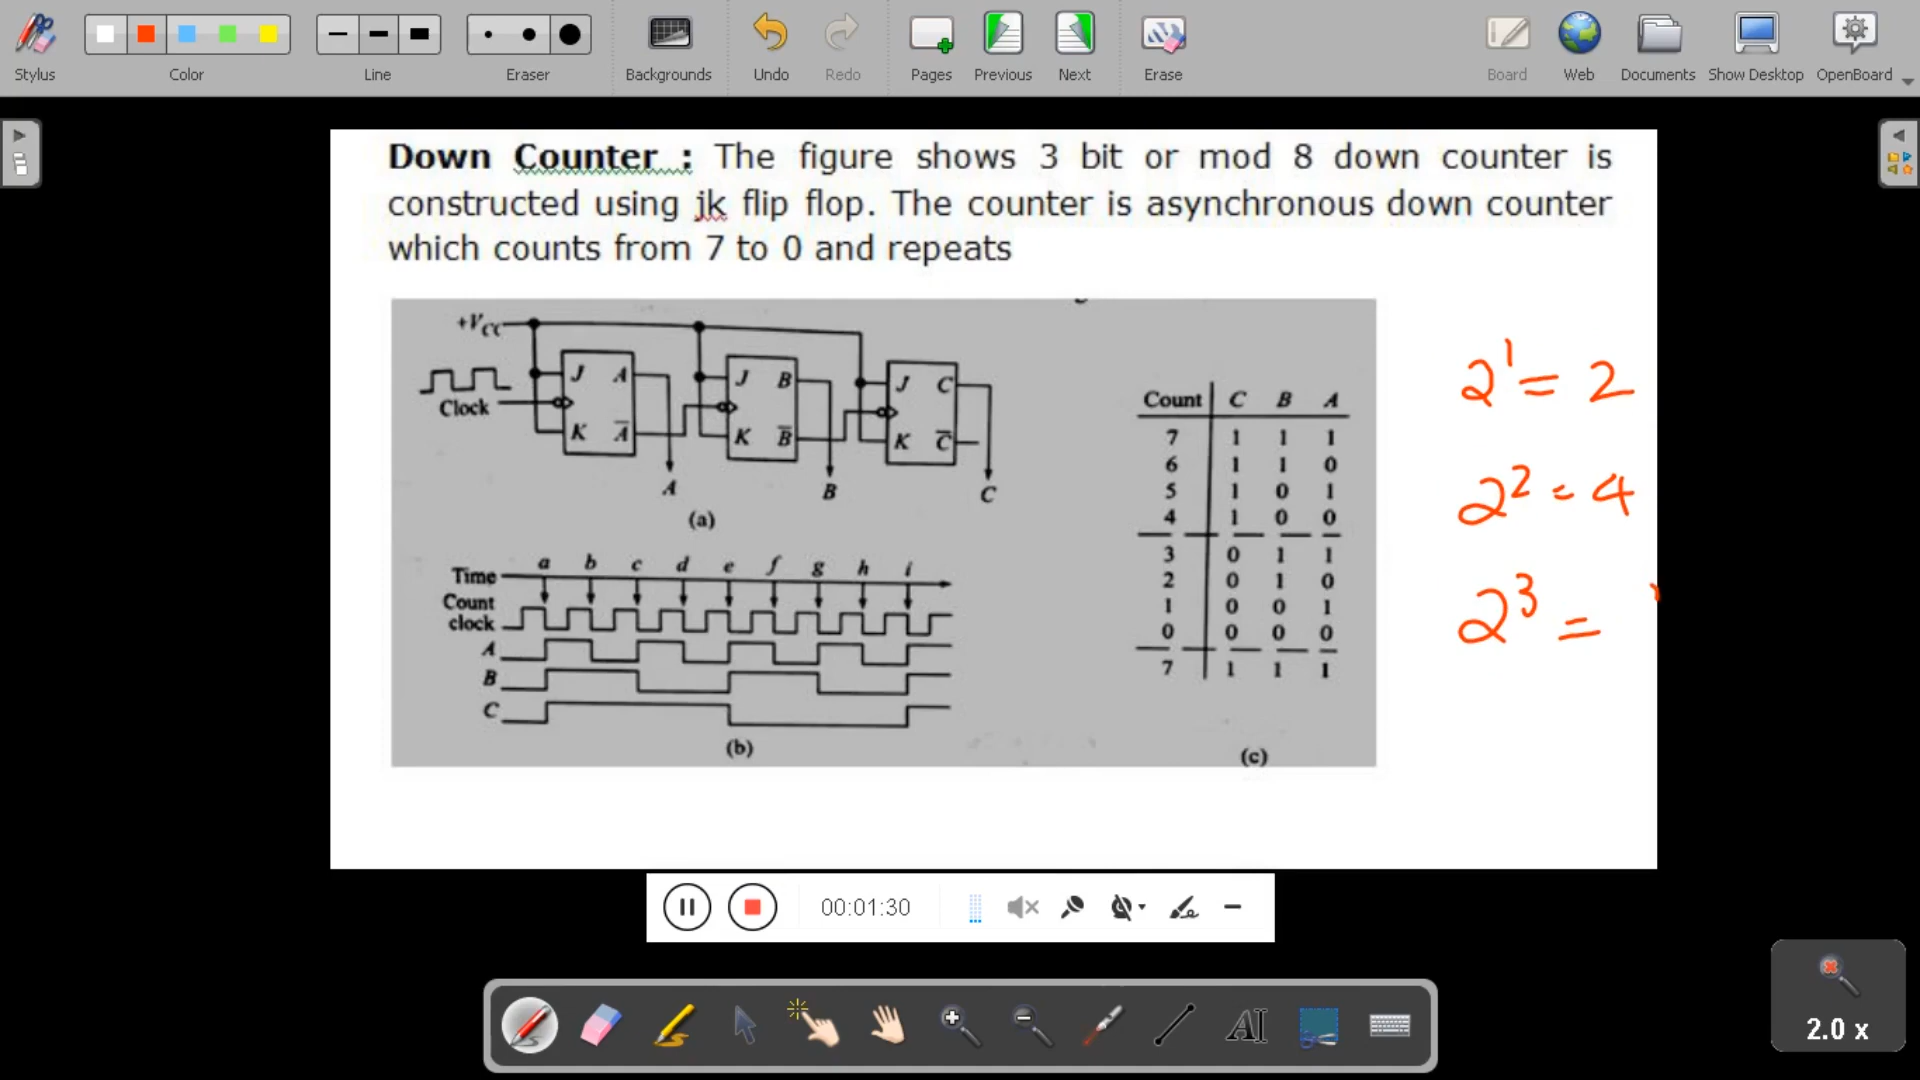 Stylus Color Line Eraser Backgrounds Undo Redo Pages Previous Next Erase Board Web Documents Show Desktop OpenBoard
Down Counter : The figure shows 3 bit or mod 8 down counter is
constructed using jk flip flop. The counter is asynchronous down counter
which counts from 7 to 0 and repeats
+VCC
J A J B J C
Clock
K A̅ K B̅ K C̅
A B C
(a)
Time a b c d e f g h i
Count
clock
A
B
C
(b)
Count C B A
7 1 1 1
6 1 1 0
5 1 0 1
4 1 0 0
3 0 1 1
2 0 1 0
1 0 0 1
0 0 0 0
7 1 1 1
(c)
2¹ = 2
2² = 4
2³ =
00:01:30
AI
2.0 x